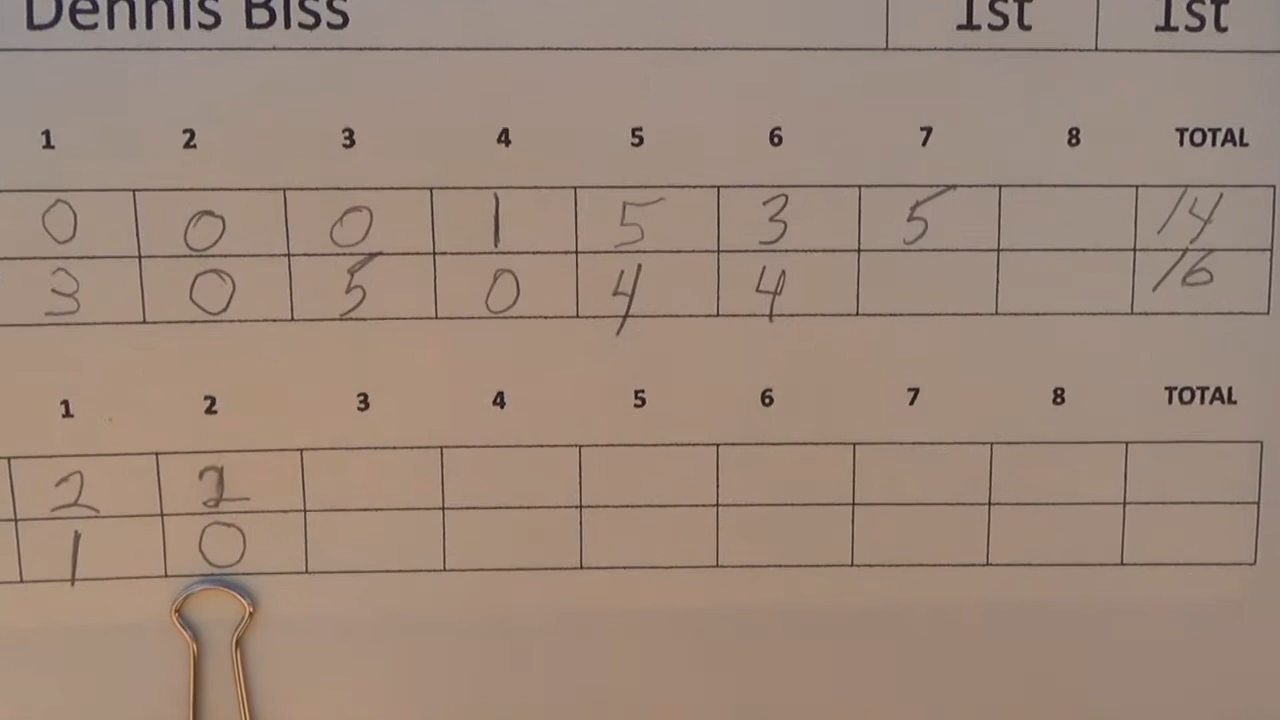 Dennis Biss 1st 1st
1 2 3 4 5 6 7 8 TOTAL
0 0 0 1 5 3 5 14
3 0 5 0 4 4 16
1 2 3 4 5 6 7 8 TOTAL
2 2
1 0